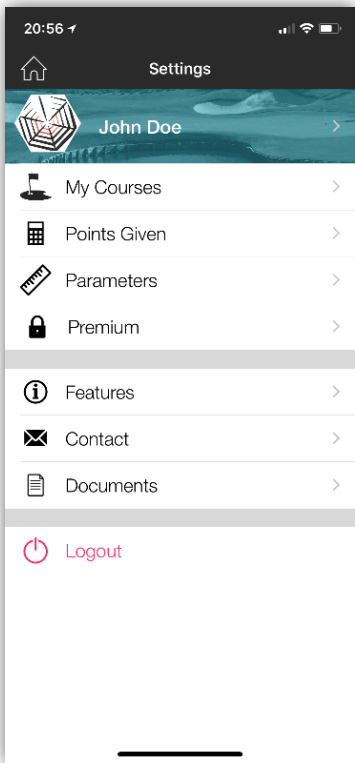 20:56
Settings
John Doe
My Courses
Points Given
Parameters
Premium
Features
Contact
Documents
Logout